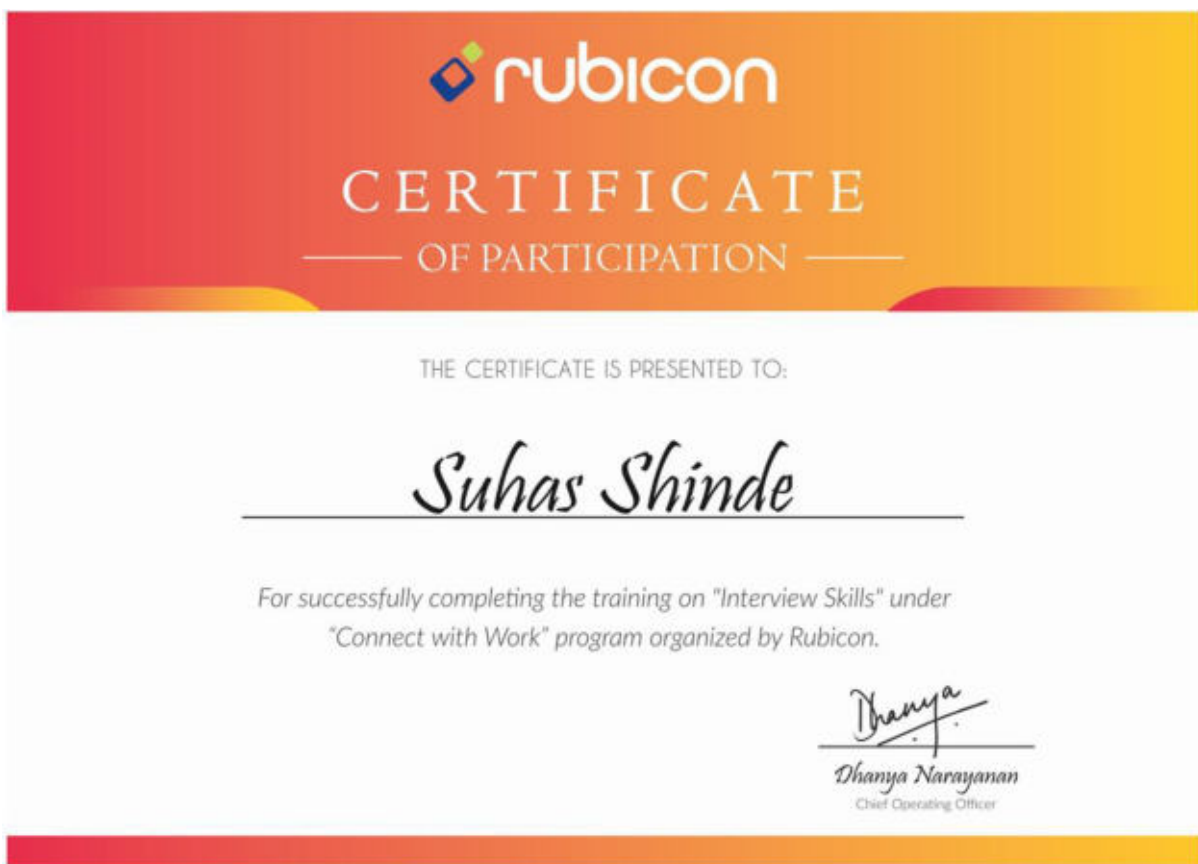 rubicon
CERTIFICATE
OF PARTICIPATION
THE CERTIFICATE IS PRESENTED TO:
Suhas Shinde
For successfully completing the training on "Interview Skills" under
"Connect with Work" program organized by Rubicon.
Dhanya
Dhanya Narayanan
Chief Operating Officer